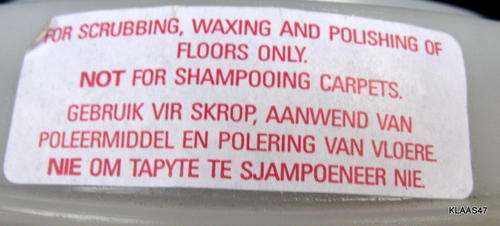 FOR SCRUBBING, WAXING AND POLISHING OF
FLOORS ONLY.
NOT FOR SHAMPOOING CARPETS.
GEBRUIK VIR SKROP, AANWEND VAN
POLEERMIDDEL EN POLERING VAN VLOERE.
NIE OM TAPYTE TE SJAMPOENEER NIE.
KLAAS47